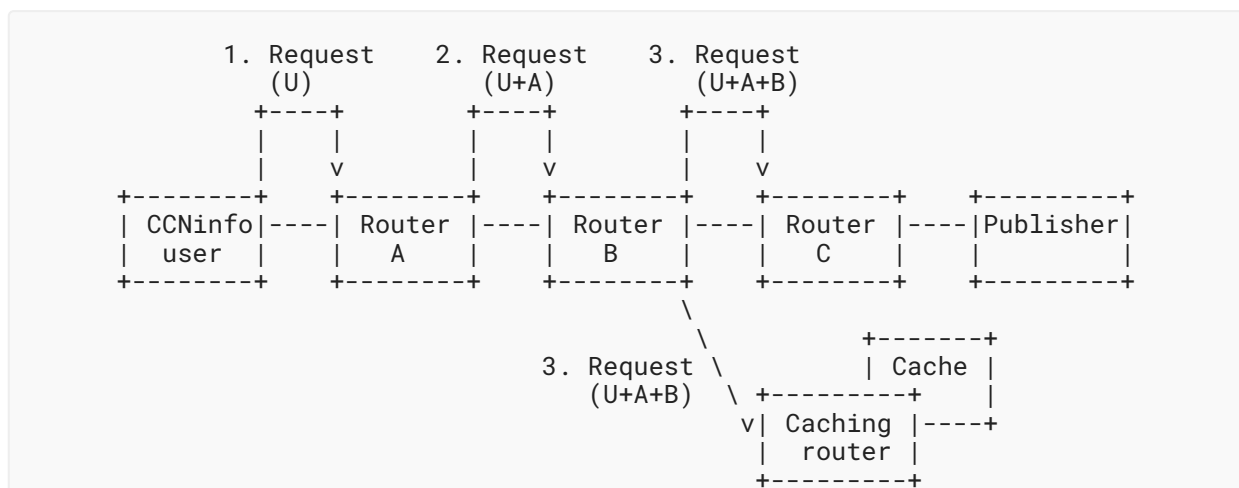 1. Request 2. Request 3. Request
(U) (U+A) (U+A+B)
CCNinfo Router Router Router Publisher
user A B C
Cache
3. Request
(U+A+B)
Caching
router